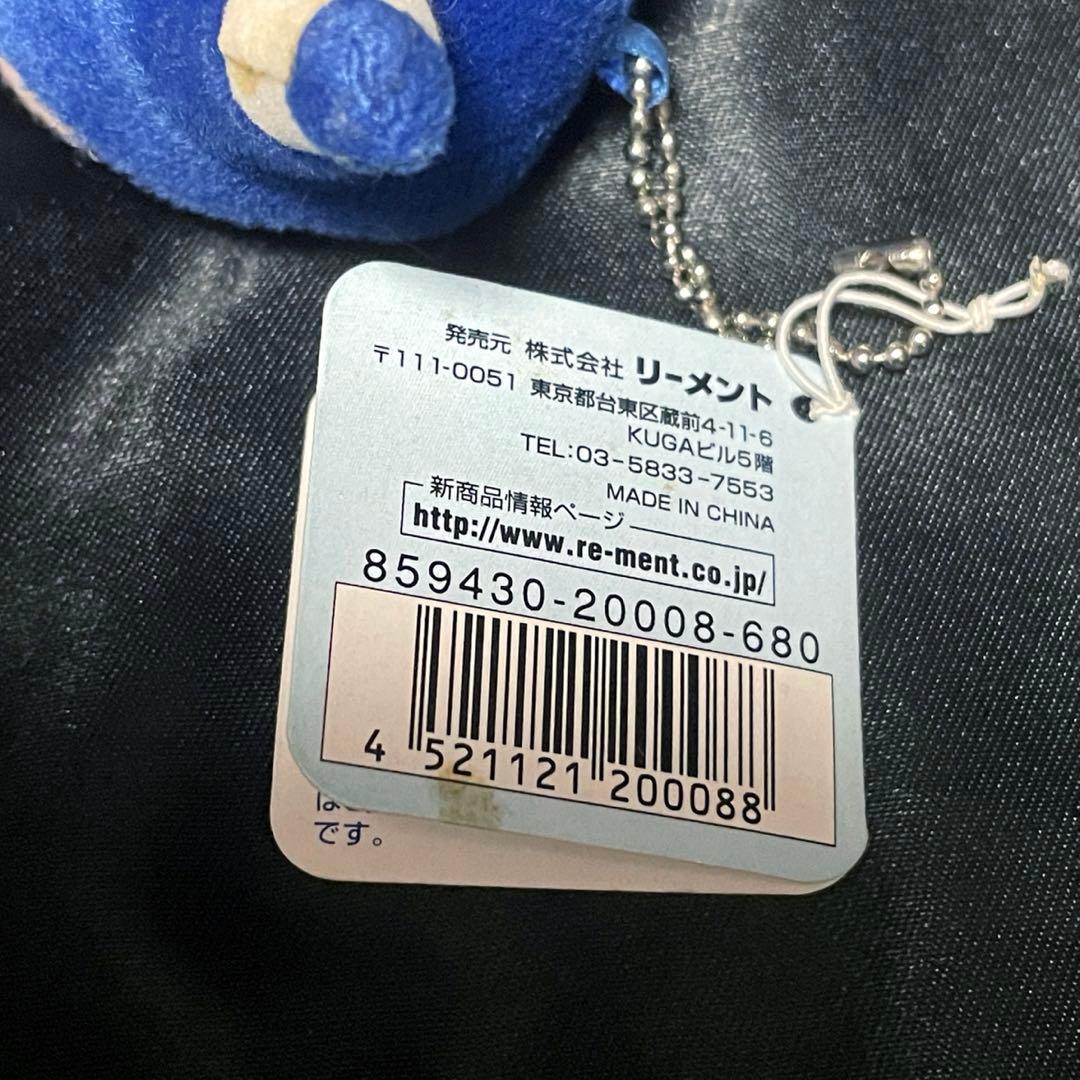 発売元 株式会社 リーメント
〒111-0051 東京都台東区蔵前4-11-6
KUGAビル5階
TEL:03-5833-7553
MADE IN CHINA
新商品情報ページ
http://www.re-ment.co.jp/
859430-20008-680
4 521121 200088
です。